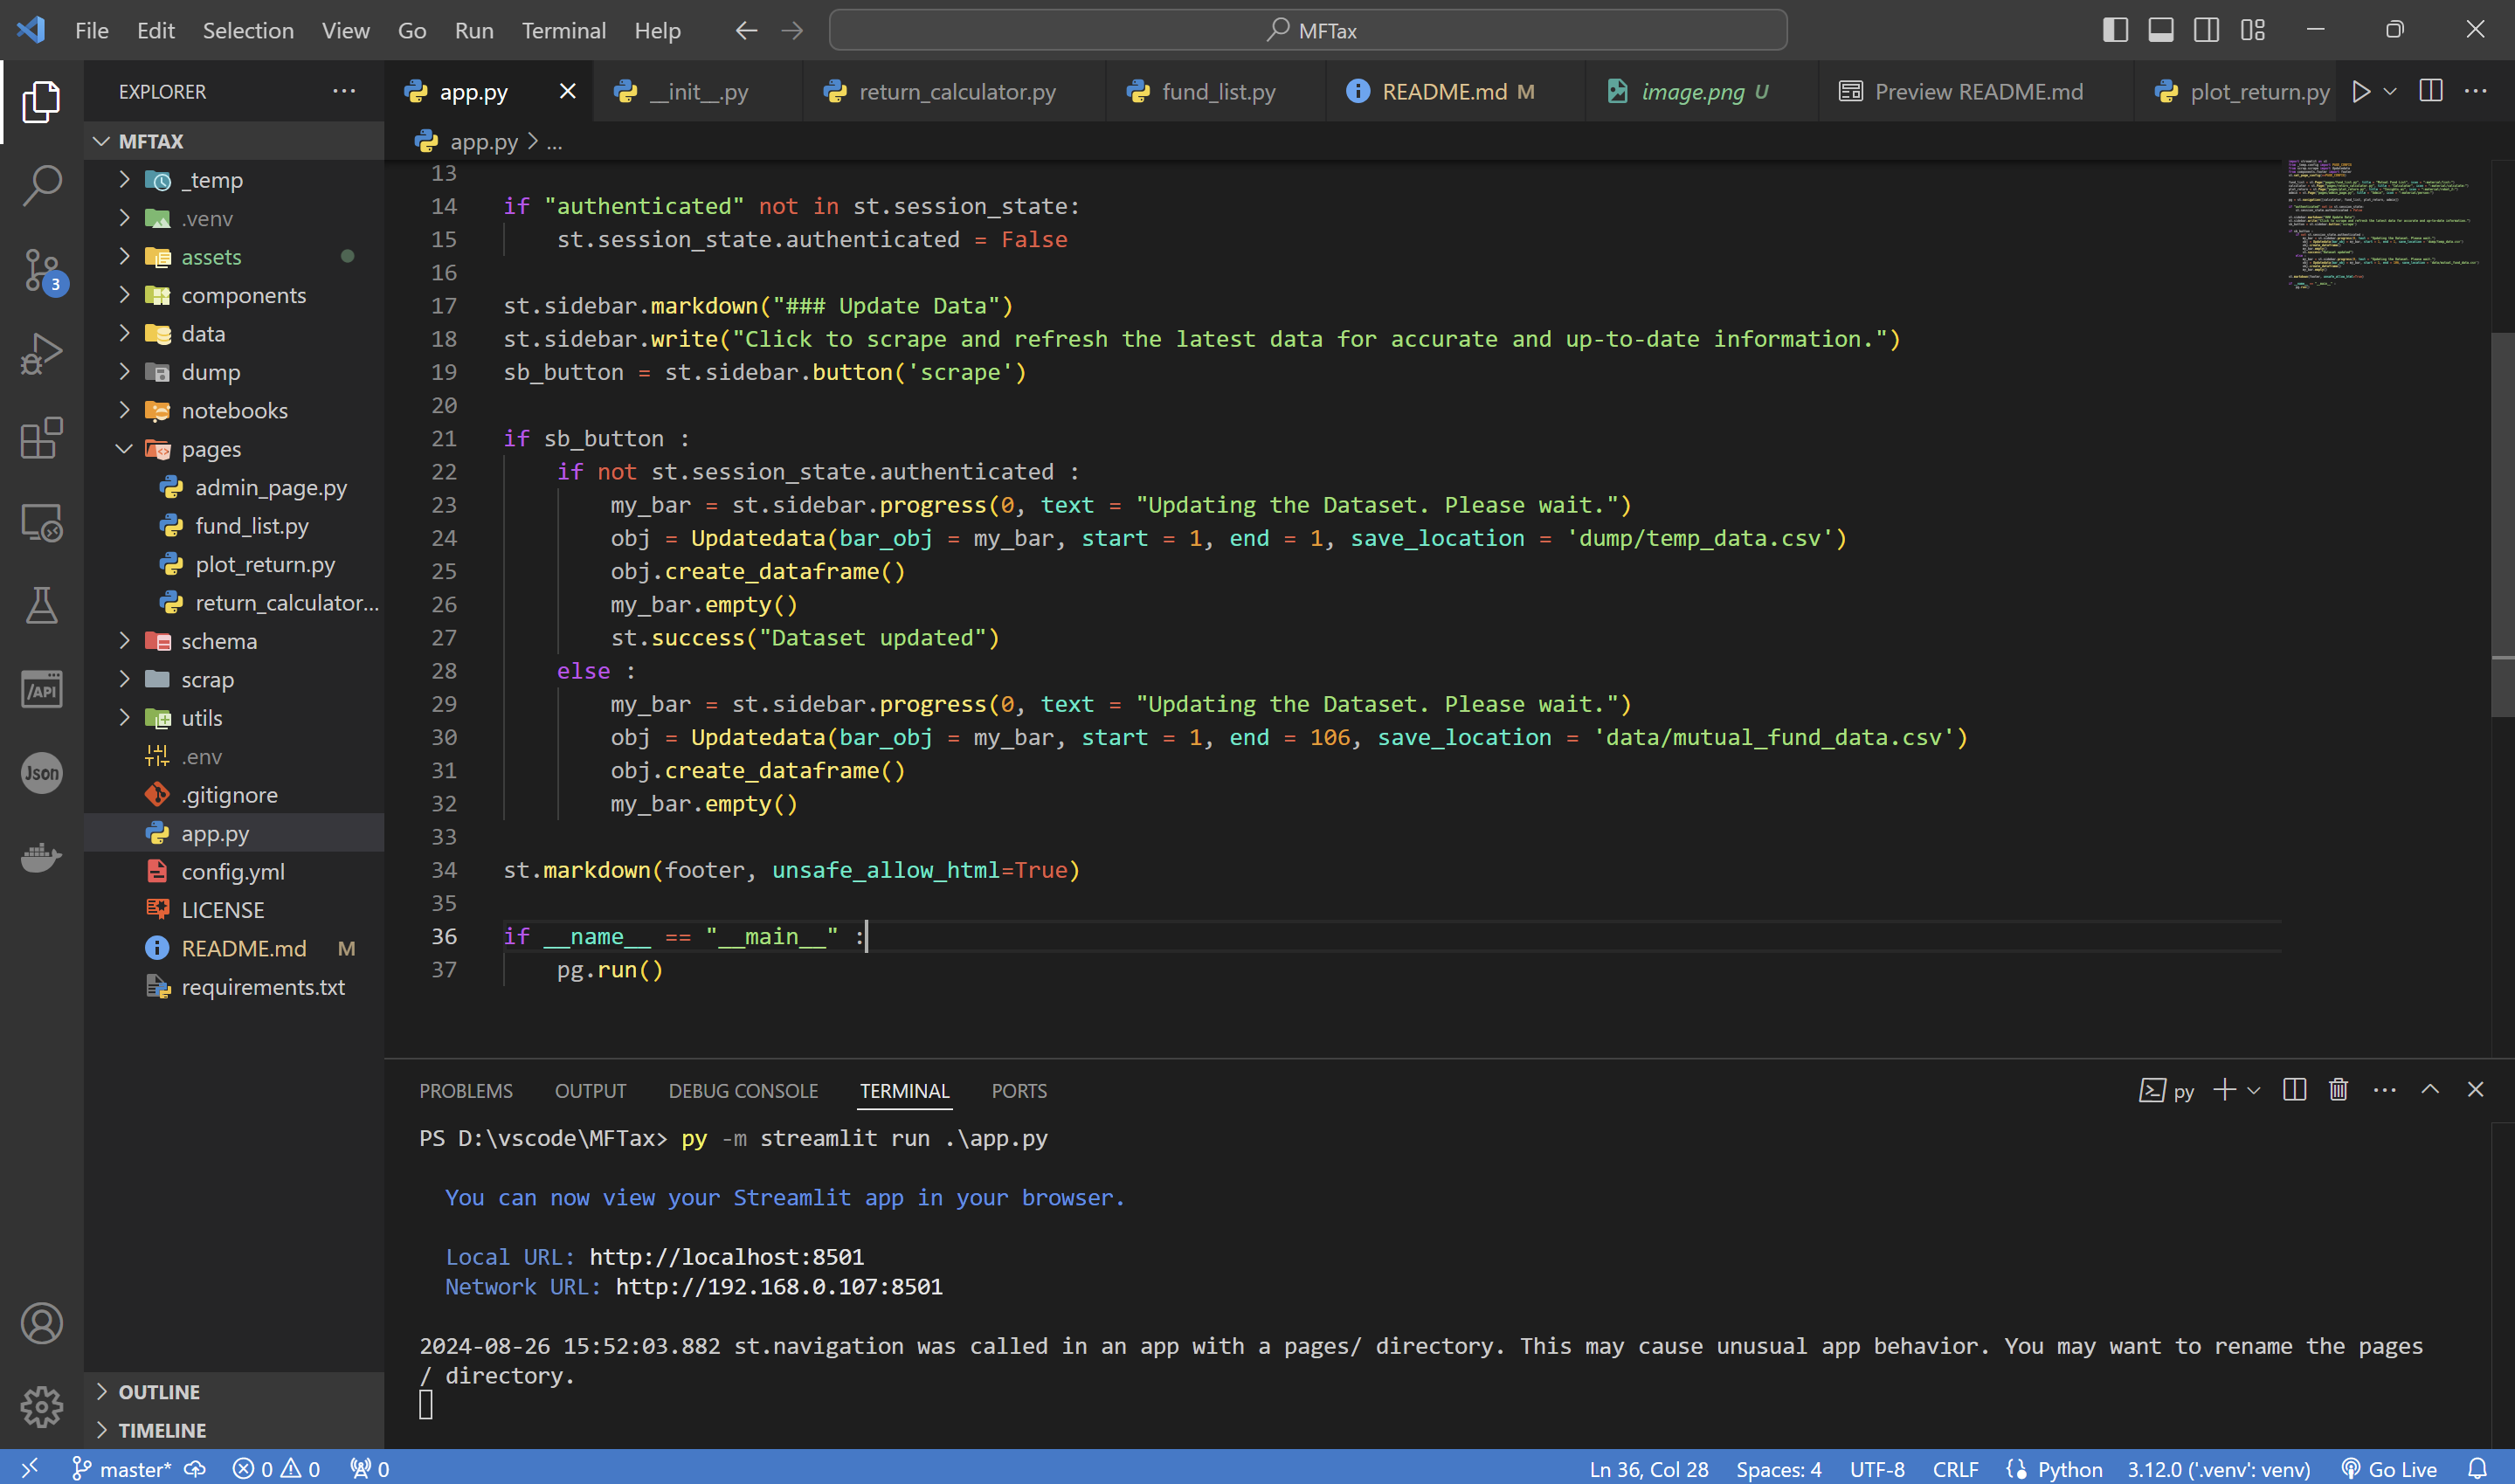 File Edit Selection View Go Run Terminal Help MFTax
EXPLORER
MFTAX
_temp
.venv
assets
components
data
dump
notebooks
pages
admin_page.py
fund_list.py
plot_return.py
return_calculator...
schema
scrap
utils
.env
.gitignore
app.py
config.yml
LICENSE
README.md M
requirements.txt
OUTLINE
TIMELINE
3
/API
Json
app.py __init__.py return_calculator.py fund_list.py README.md M image.png U Preview README.md plot_return.py
app.py > ...
13
14 if "authenticated" not in st.session_state:
15 st.session_state.authenticated = False
16
17 st.sidebar.markdown("### Update Data")
18 st.sidebar.write("Click to scrape and refresh the latest data for accurate and up-to-date information.")
19 sb_button = st.sidebar.button('scrape')
20
21 if sb_button :
22 if not st.session_state.authenticated :
23 my_bar = st.sidebar.progress(0, text = "Updating the Dataset. Please wait.")
24 obj = Updatedata(bar_obj = my_bar, start = 1, end = 1, save_location = 'dump/temp_data.csv')
25 obj.create_dataframe()
26 my_bar.empty()
27 st.success("Dataset updated")
28 else :
29 my_bar = st.sidebar.progress(0, text = "Updating the Dataset. Please wait.")
30 obj = Updatedata(bar_obj = my_bar, start = 1, end = 106, save_location = 'data/mutual_fund_data.csv')
31 obj.create_dataframe()
32 my_bar.empty()
33
34 st.markdown(footer, unsafe_allow_html=True)
35
36 if __name__ == "__main__" :
37 pg.run()
PROBLEMS OUTPUT DEBUG CONSOLE TERMINAL PORTS py
PS D:\vscode\MFTax> py -m streamlit run .\app.py
You can now view your Streamlit app in your browser.
Local URL: http://localhost:8501
Network URL: http://192.168.0.107:8501
2024-08-26 15:52:03.882 st.navigation was called in an app with a pages/ directory. This may cause unusual app behavior. You may want to rename the pages
/ directory.
master* 0 0 0 Ln 36, Col 28 Spaces: 4 UTF-8 CRLF Python 3.12.0 ('.venv': venv) Go Live